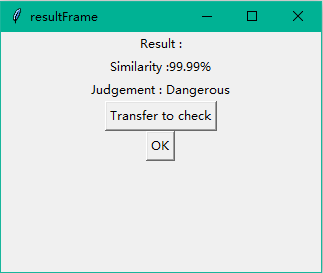 resultFrame
Result :
Similarity :99.99%
Judgement : Dangerous
Transfer to check
OK